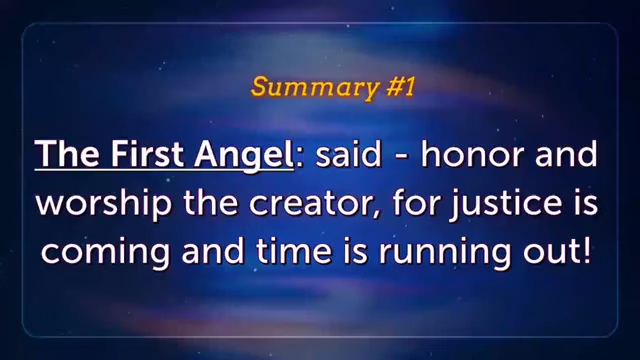 Summary #1
The First Angel: said - honor and
worship the creator, for justice is
coming and time is running out!